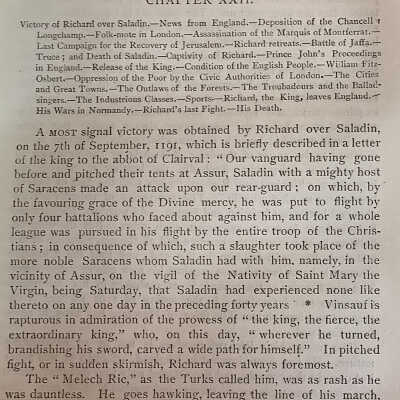 CHAPTER XXII.
Victory of Richard over Saladin.—News from England.—Deposition of the Chancell r
Longchamp.—Folk-mote in London.—Assassination of the Marquis of Montferrat.—
Last Campaign for the Recovery of Jerusalem.—Richard retreats.—Battle of Jaffa.—
Truce; and Death of Saladin.—Captivity of Richard.—Prince John's Proceedings
in England.—Release of the King.—Condition of the English People.—William Fitz-
Osbert.—Oppression of the Poor by the Civic Authorities of London.—The Cities
and Great Towns.—The Outlaws of the Forests.—The Troubadeurs and the Ballad-
singers.—The Industrious Classes.—Sports—Richard, the King, leaves England.—
His Wars in Normandy.—Richard's last Fight.—His Death.
A MOST signal victory was obtained by Richard over Saladin,
on the 7th of September, 1191, which is briefly described in a letter
of the king to the abbot of Clairval: "Our vanguard having gone
before and pitched their tents at Assur, Saladin with a mighty host
of Saracens made an attack upon our rear-guard; on which, by
the favouring grace of the Divine mercy, he was put to flight by
only four battalions who faced about against him, and for a whole
league was pursued in his flight by the entire troop of the Chris-
tians; in consequence of which, such a slaughter took place of the
more noble Saracens whom Saladin had with him, namely, in the
vicinity of Assur, on the vigil of the Nativity of Saint Mary the
Virgin, being Saturday, that Saladin had experienced none like
thereto on any one day in the preceding forty years " * Vinsauf is
rapturous in admiration of the prowess of "the king, the fierce, the
extraordinary king," who, on this day, "wherever he turned,
brandishing his sword, carved a wide path for himself." In pitched
fight, or in sudden skirmish, Richard was always foremost.
The "Melech Ric," as the Turks called him, was as rash as he
was dauntless. He goes hawking, leaving the line of his march,